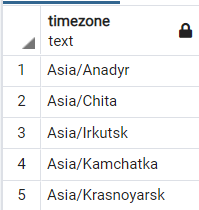 timezone
text
1 Asia/Anadyr
2 Asia/Chita
3 Asia/Irkutsk
4 Asia/Kamchatka
5 Asia/Krasnoyarsk